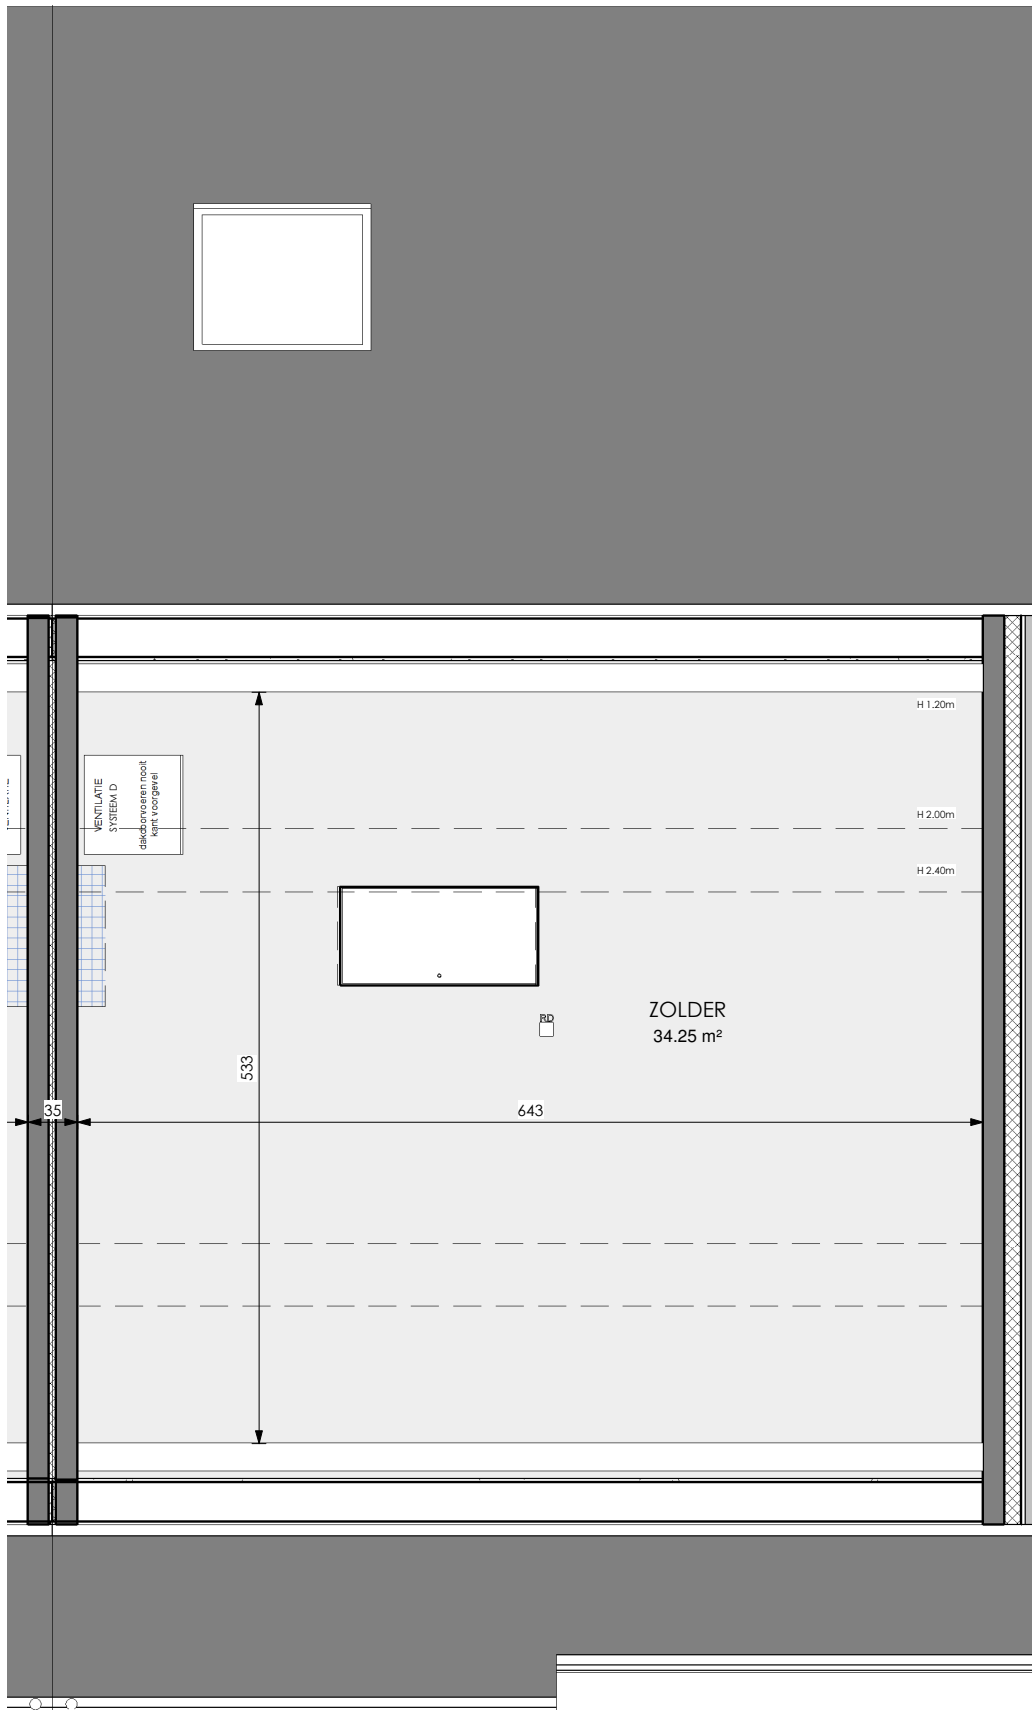 H 1.20m
VENTILATIE
SYSTEEM D
dakdoorvoeren nooit
kant voorgevel
H 2.00m
H 2.40m
RD
ZOLDER
34.25 m²
533
35
643